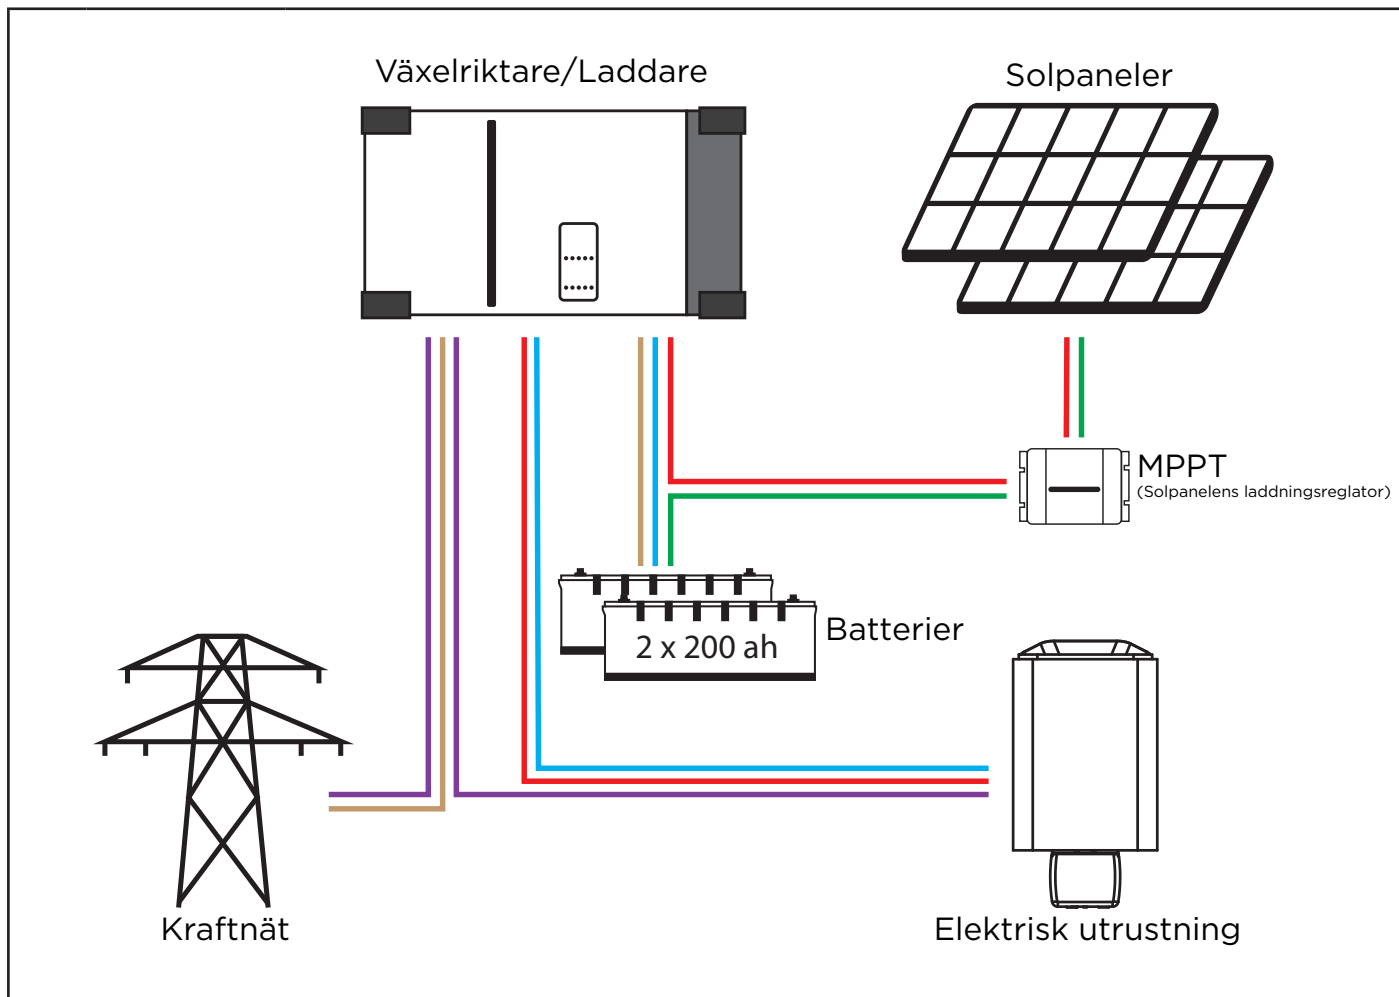 Växelriktare/Laddare
Solpaneler
MPPT
(Solpanelens laddningsreglator)
Batterier
2 x 200 ah
Kraftnät
Elektrisk utrustning